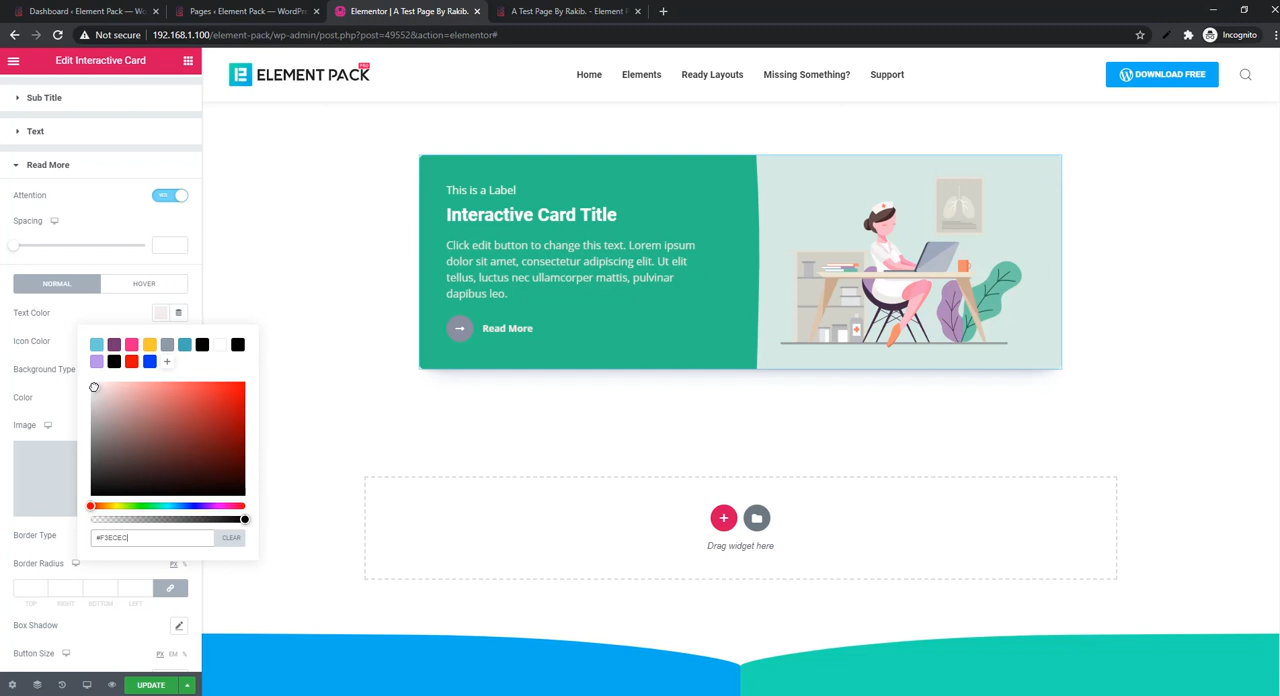 Dashboard ‹ Element Pack — Wo
Pages ‹ Element Pack — WordPr
Elementor | A Test Page By Rakib.
A Test Page By Rakib. - Element P
Not secure
192.168.1.100/element-pack/wp-admin/post.php?post=49552&action=elementor#
Incognito
Edit Interactive Card
Sub Title
Text
Read More
Attention
YES
Spacing
NORMAL
HOVER
Text Color
Icon Color
Background Type
Color
Image
#F3ECEC
CLEAR
Border Type
Border Radius
PX %
TOP RIGHT BOTTOM LEFT
Box Shadow
Button Size
PX EM %
UPDATE
ELEMENT PACK
PRO
Home
Elements
Ready Layouts
Missing Something?
Support
DOWNLOAD FREE
This is a Label
Interactive Card Title
Click edit button to change this text. Lorem ipsum
dolor sit amet, consectetur adipiscing elit. Ut elit
tellus, luctus nec ullamcorper mattis, pulvinar
dapibus leo.
Read More
Drag widget here